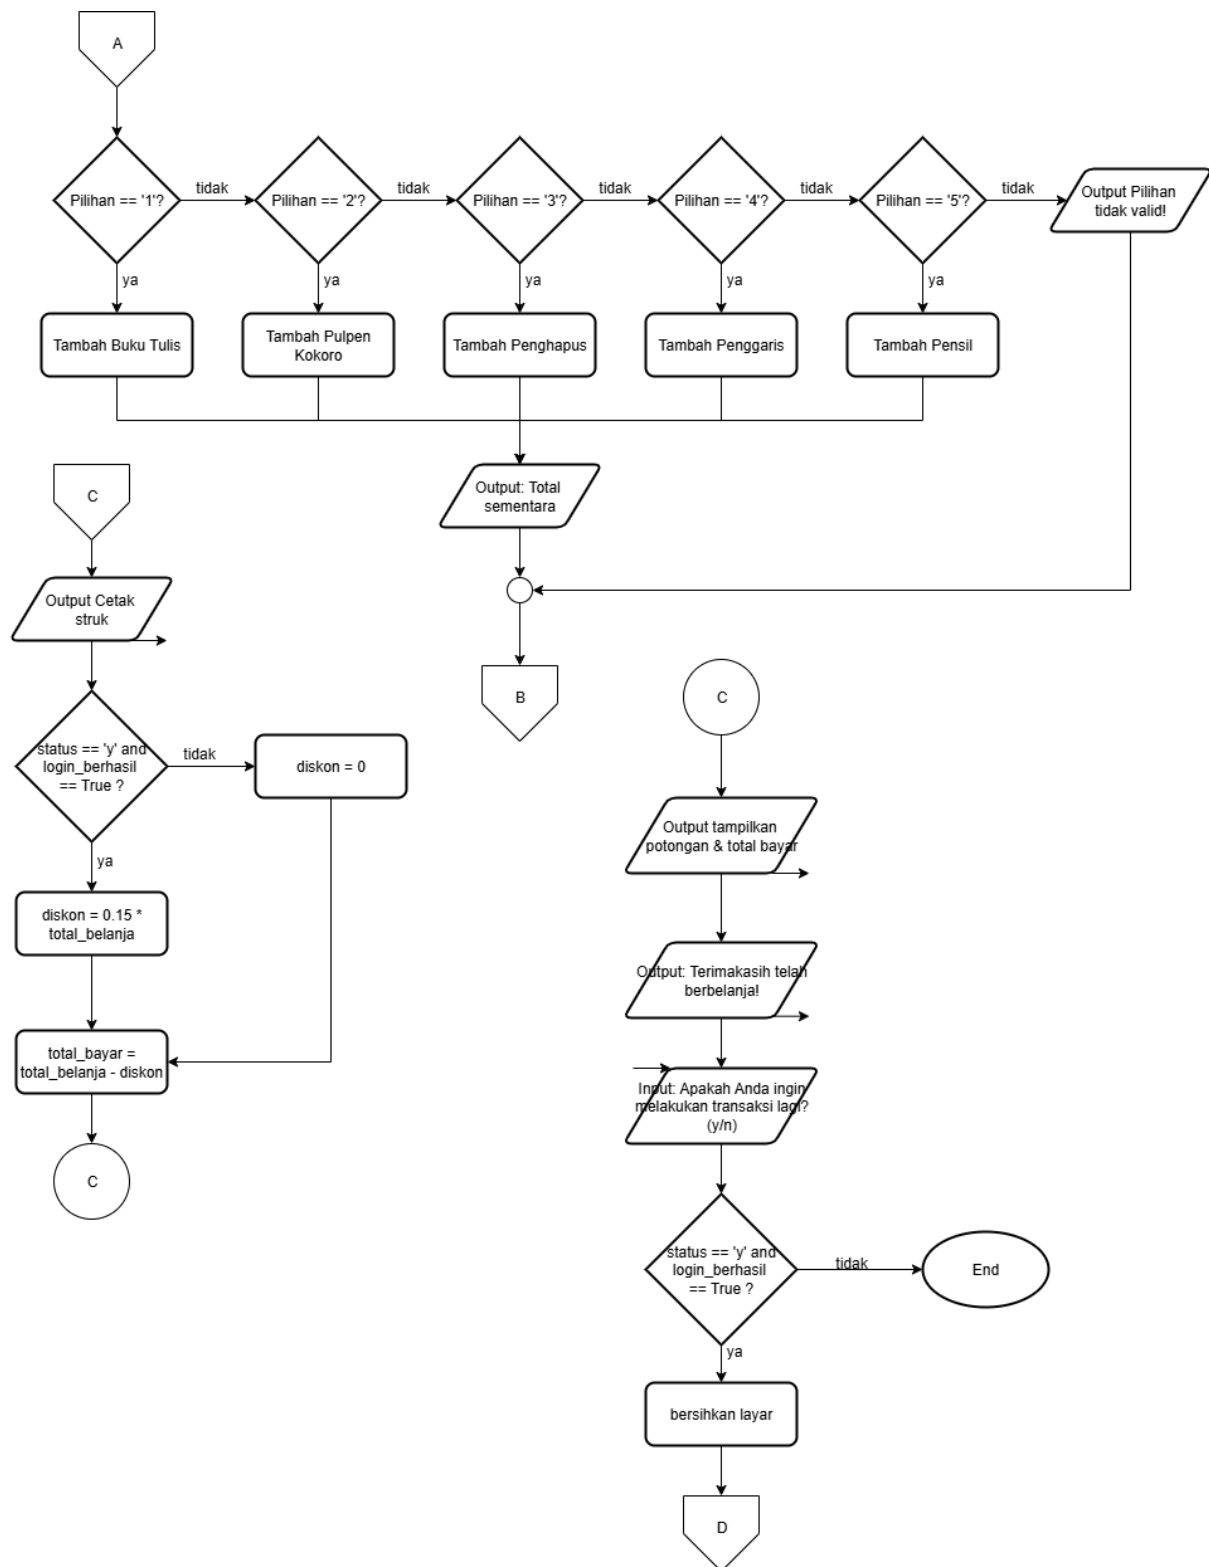 A
Pilihan == '1'?
tidak
Pilihan == '2'?
tidak
Pilihan == '3'?
tidak
Pilihan == '4'?
tidak
Pilihan == '5'?
tidak
Output Pilihan
tidak valid!
ya
ya
ya
ya
ya
Tambah Buku Tulis
Tambah Pulpen
Kokoro
Tambah Penghapus
Tambah Penggaris
Tambah Pensil
Output: Total
sementara
B
C
Output Cetak
struk
status == 'y' and
login_berhasil
== True ?
tidak
diskon = 0
ya
diskon = 0.15 *
total_belanja
total_bayar =
total_belanja - diskon
C
C
Output tampilkan
potongan & total bayar
Output: Terimakasih telah
berbelanja!
Input: Apakah Anda ingin
melakukan transaksi lagi?
(y/n)
status == 'y' and
login_berhasil
== True ?
tidak
End
ya
bersihkan layar
D